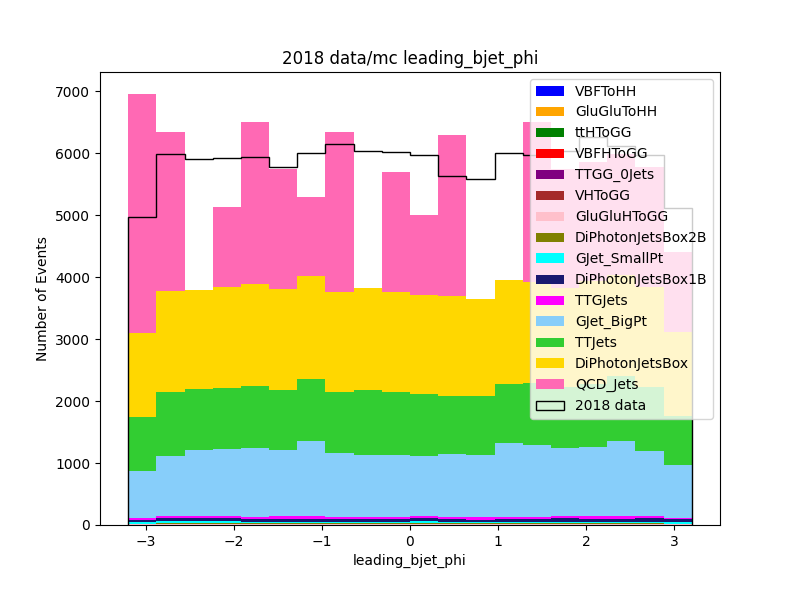 2018 data/mc leading_bjet_phi
Number of Events
7000
6000
5000
4000
3000
2000
1000
0
−3
−2
−1
0
1
2
3
leading_bjet_phi
VBFToHH
GluGluToHH
ttHToGG
VBFHToGG
TTGG_0Jets
VHToGG
GluGluHToGG
DiPhotonJetsBox2B
GJet_SmallPt
DiPhotonJetsBox1B
TTGJets
GJet_BigPt
TTJets
DiPhotonJetsBox
QCD_Jets
2018 data